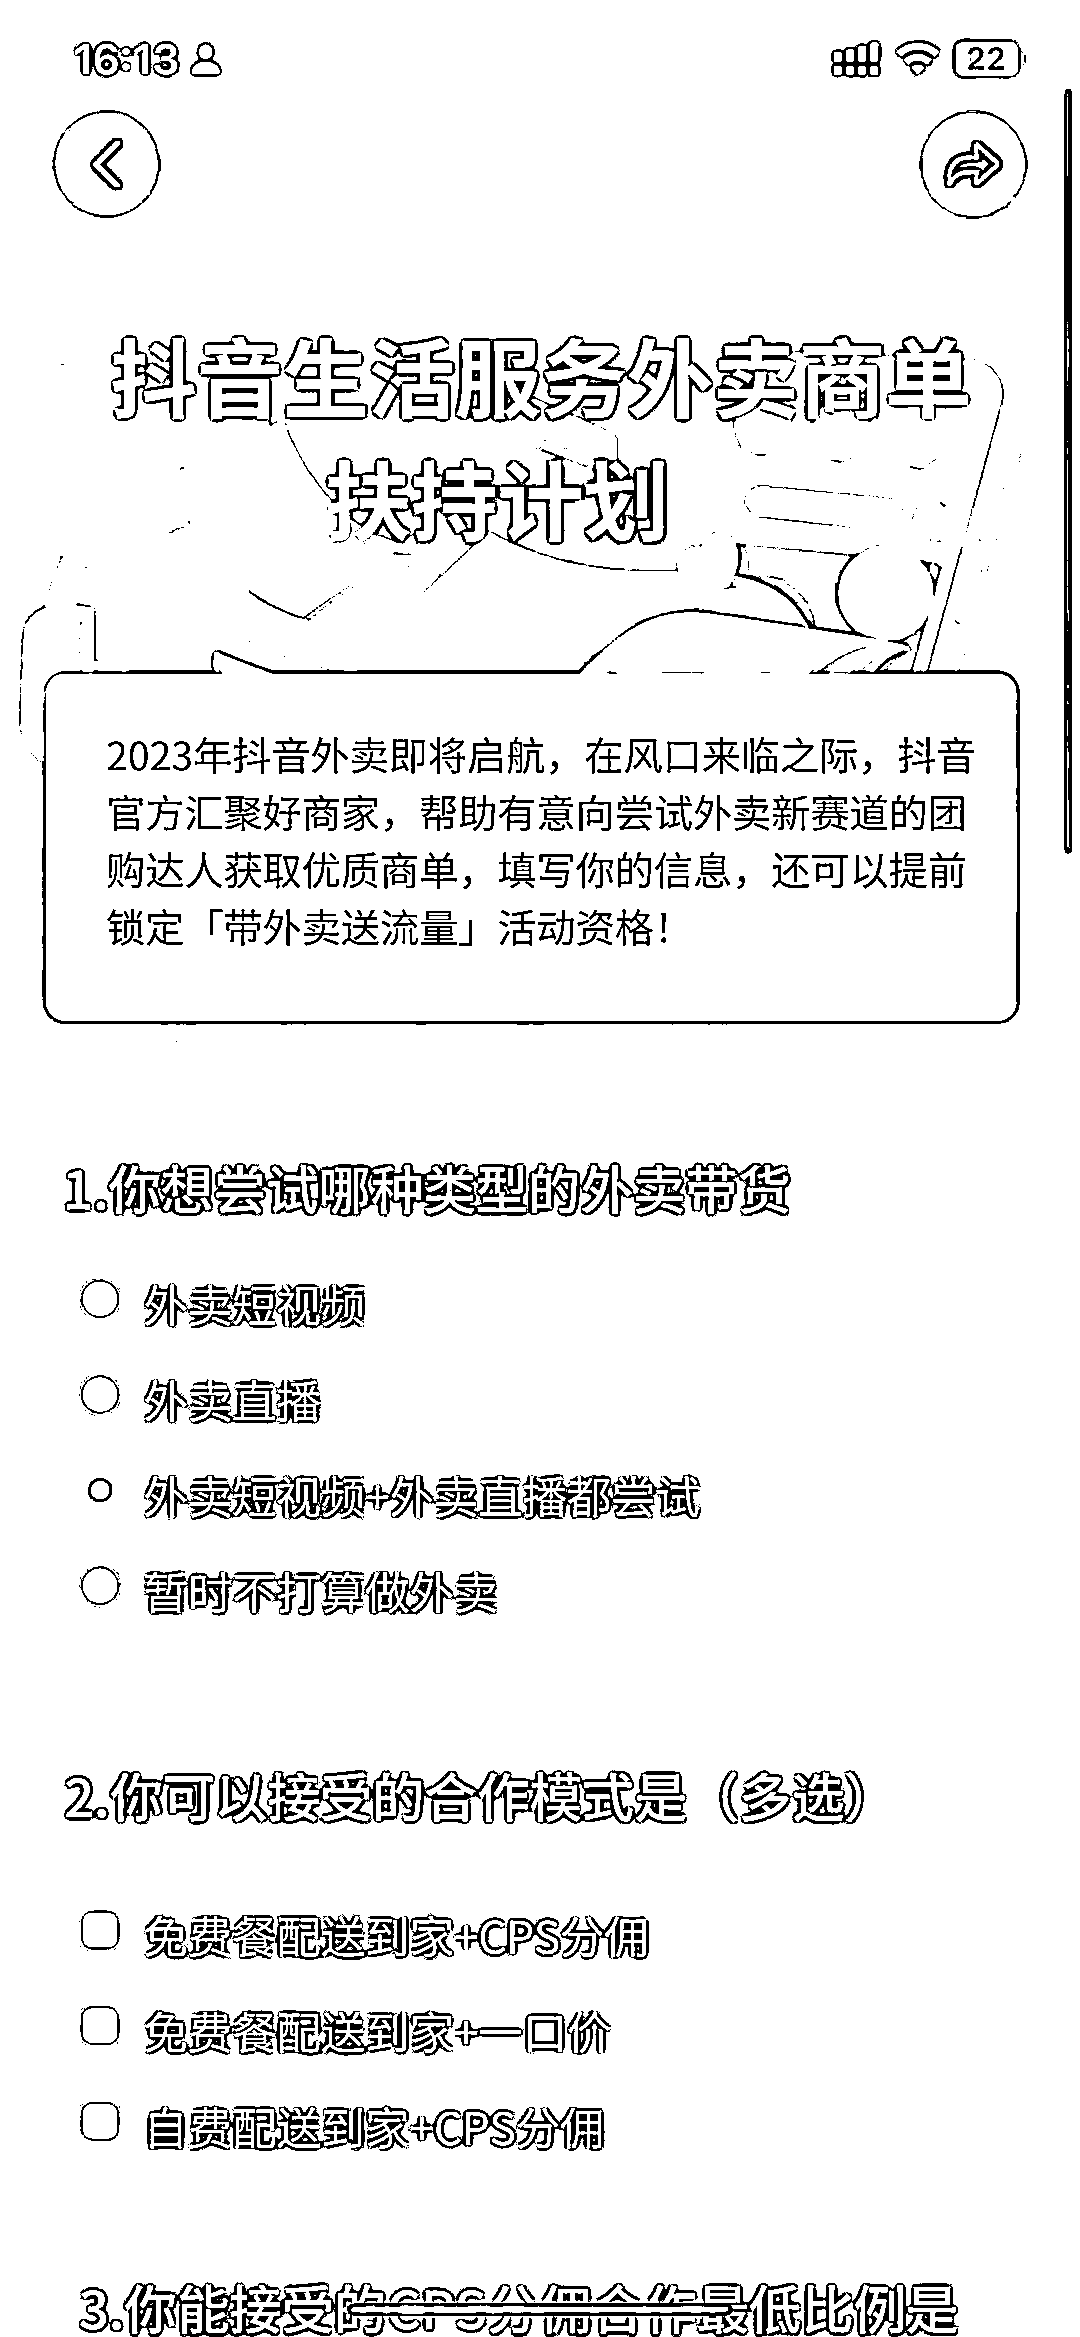 16:13
22
抖音生活服务外卖商单
扶持计划
2023年抖音外卖即将启航，在风口来临之际，抖音
官方汇聚好商家，帮助有意向尝试外卖新赛道的团
购达人获取优质商单，填写你的信息，还可以提前
锁定「带外卖送流量」活动资格！
1.你想尝试哪种类型的外卖带货
外卖短视频
外卖直播
外卖短视频+外卖直播都尝试
暂时不打算做外卖
2.你可以接受的合作模式是（多选）
免费餐配送到家+CPS分佣
免费餐配送到家+一口价
自费配送到家+CPS分佣
3.你能接受的CPS分佣合作最低比例是